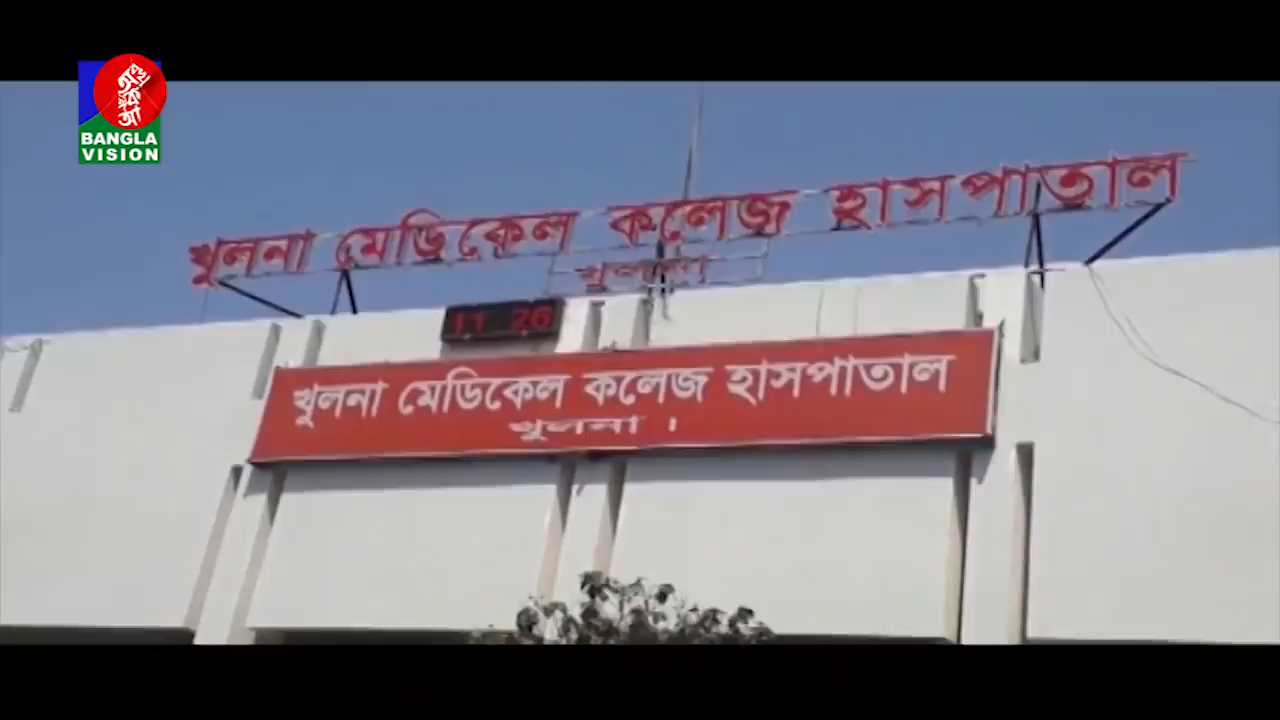 BANGLA
VISION
খুলনা মেডিকেল কলেজ হাসপাতাল
খুলনা
11 26
খুলনা মেডিকেল কলেজ হাসপাতাল
খুলনা ।